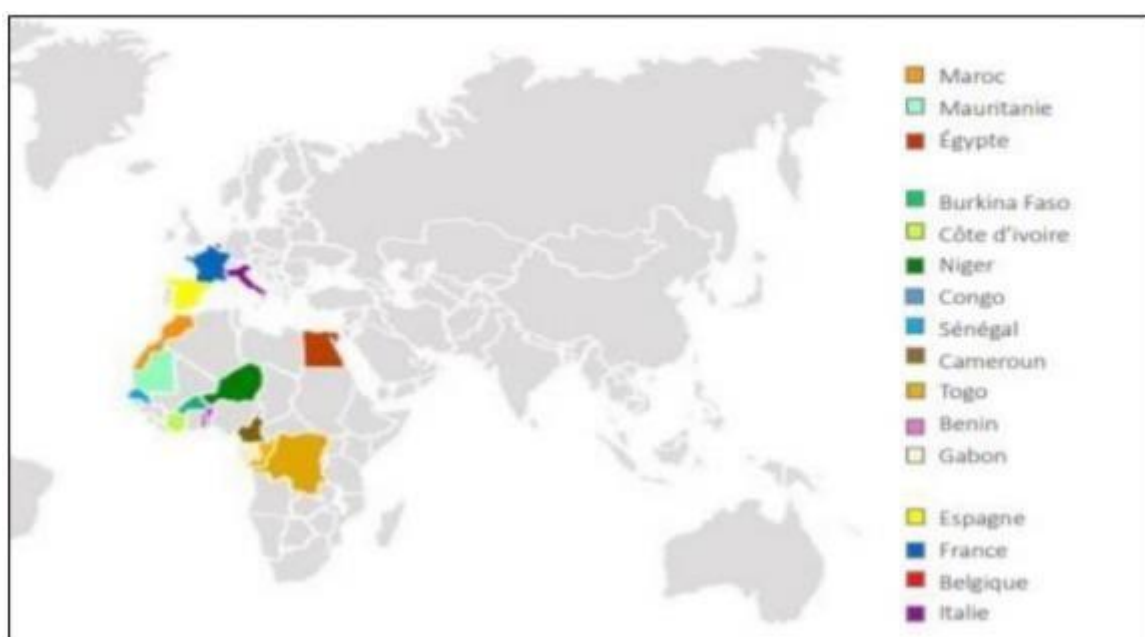 Maroc
Mauritanie
Égypte
Burkina Faso
Côte d'ivoire
Niger
Congo
Sénégal
Cameroun
Togo
Benin
Gabon
Espagne
France
Belgique
Italie